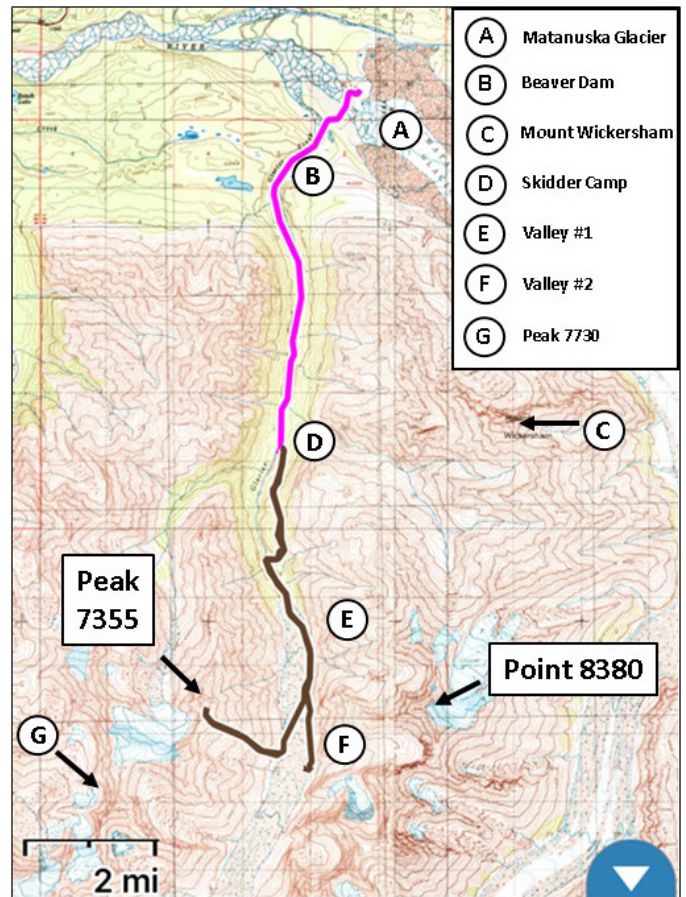 RIVER
A Matanuska Glacier
B Beaver Dam
C Mount Wickersham
D Skidder Camp
E Valley #1
F Valley #2
G Peak 7730
A
B
Creek
D
C
Wickersham
Glacier
Peak
7355
E
Point 8380
G
F
2 mi